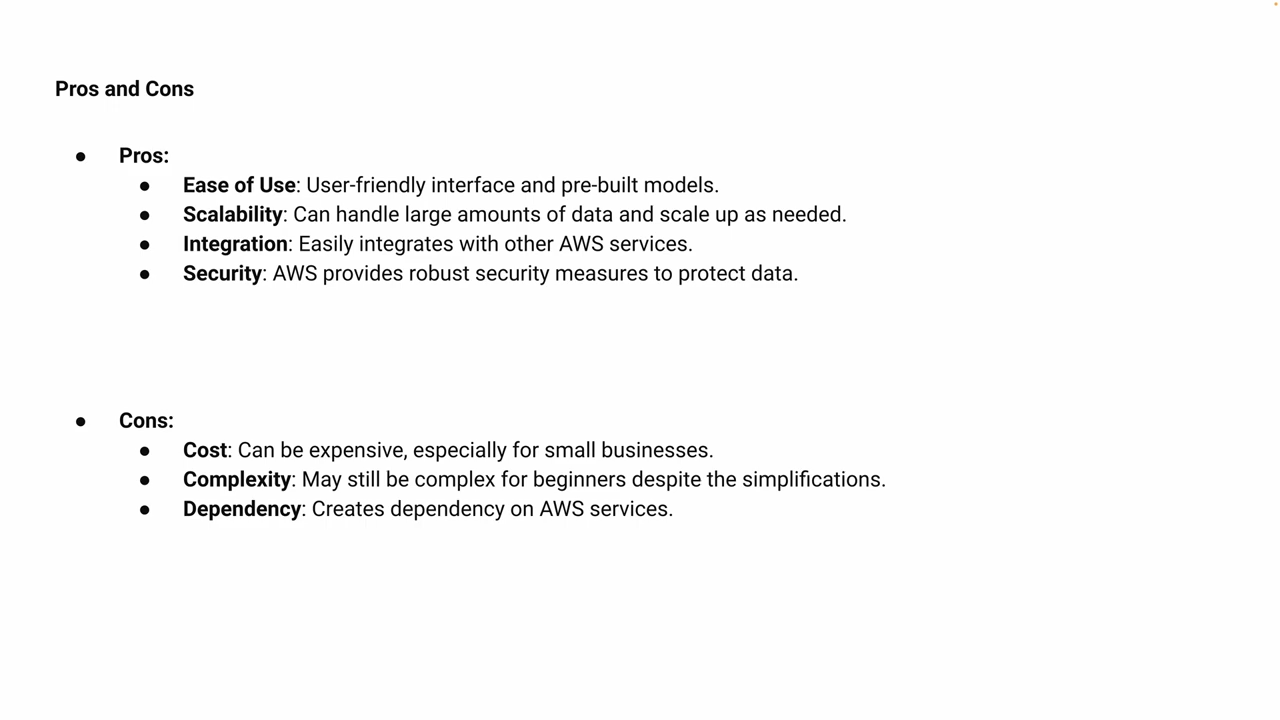 Pros and Cons
● Pros:
● Ease of Use: User-friendly interface and pre-built models.
● Scalability: Can handle large amounts of data and scale up as needed.
● Integration: Easily integrates with other AWS services.
● Security: AWS provides robust security measures to protect data.
● Cons:
● Cost: Can be expensive, especially for small businesses.
● Complexity: May still be complex for beginners despite the simplifications.
● Dependency: Creates dependency on AWS services.